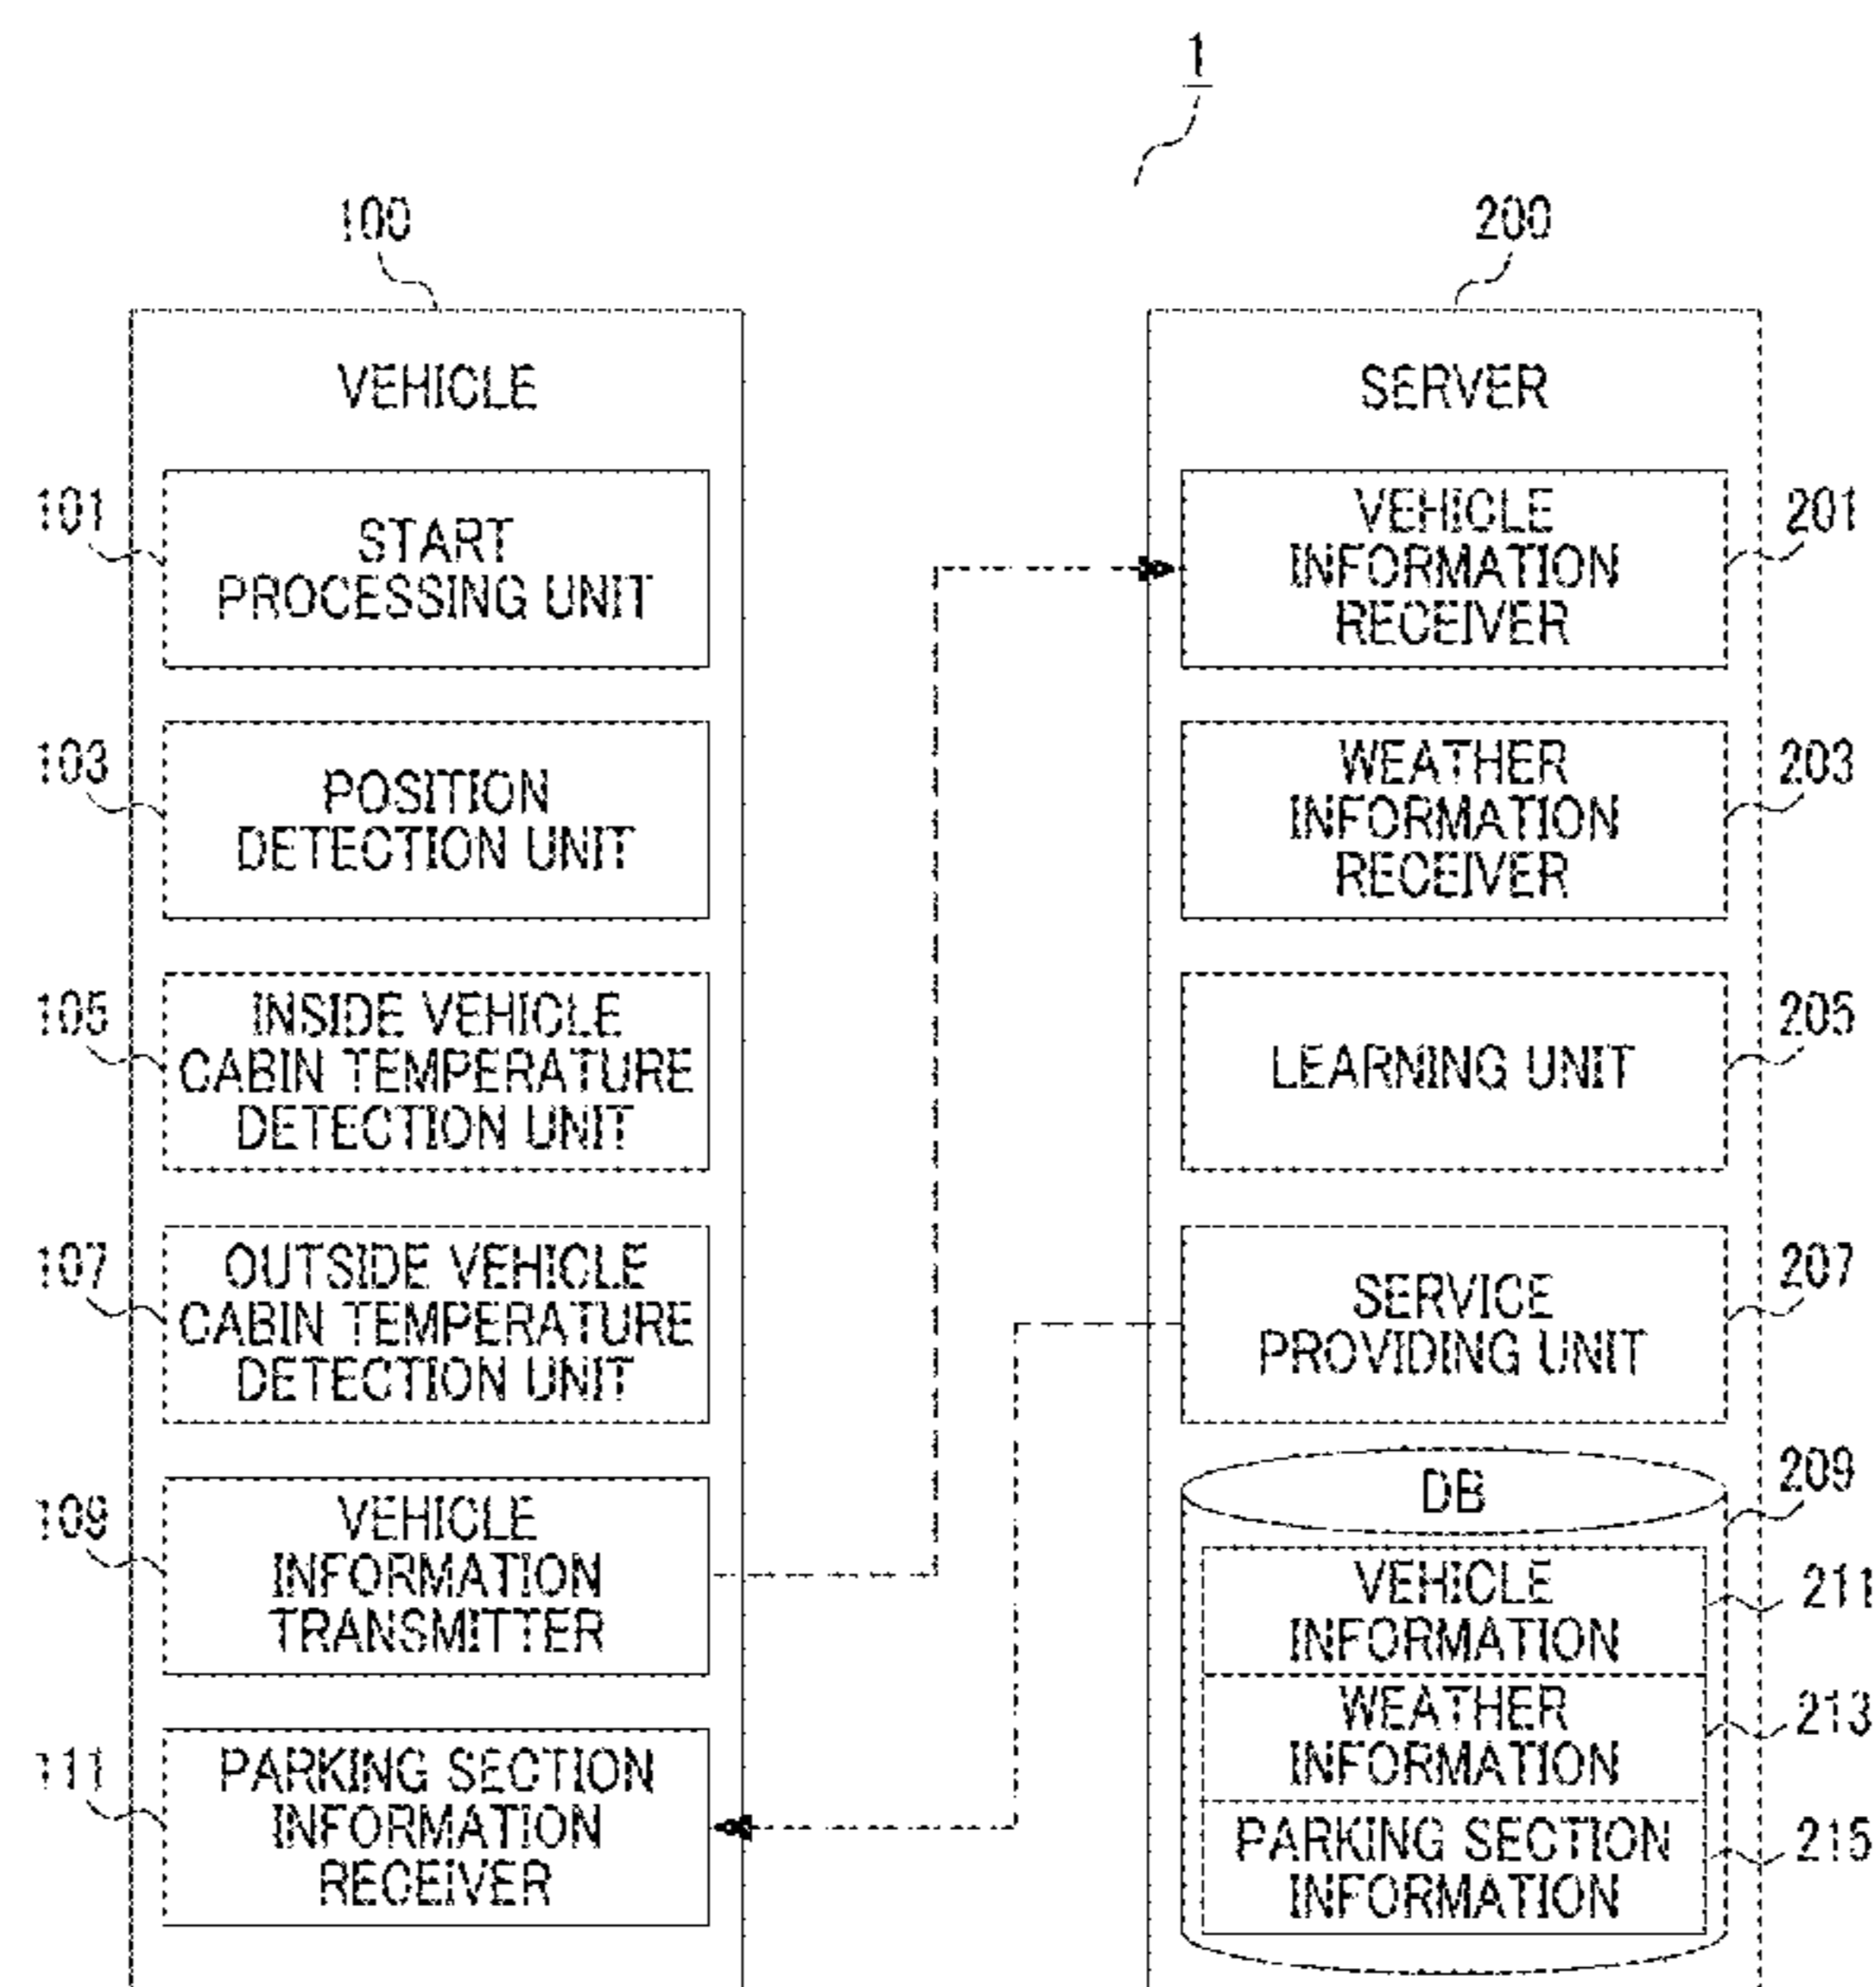 1
100
200
VEHICLE
101
START
PROCESSING UNIT
103
POSITION
DETECTION UNIT
105
INSIDE VEHICLE
CABIN TEMPERATURE
DETECTION UNIT
107
OUTSIDE VEHICLE
CABIN TEMPERATURE
DETECTION UNIT
109
VEHICLE
INFORMATION
TRANSMITTER
111
PARKING SECTION
INFORMATION
RECEIVER
SERVER
VEHICLE
INFORMATION
RECEIVER
201
WEATHER
INFORMATION
RECEIVER
203
LEARNING UNIT
205
SERVICE
PROVIDING UNIT
207
DB
209
VEHICLE
INFORMATION
211
WEATHER
INFORMATION
213
PARKING SECTION
INFORMATION
215